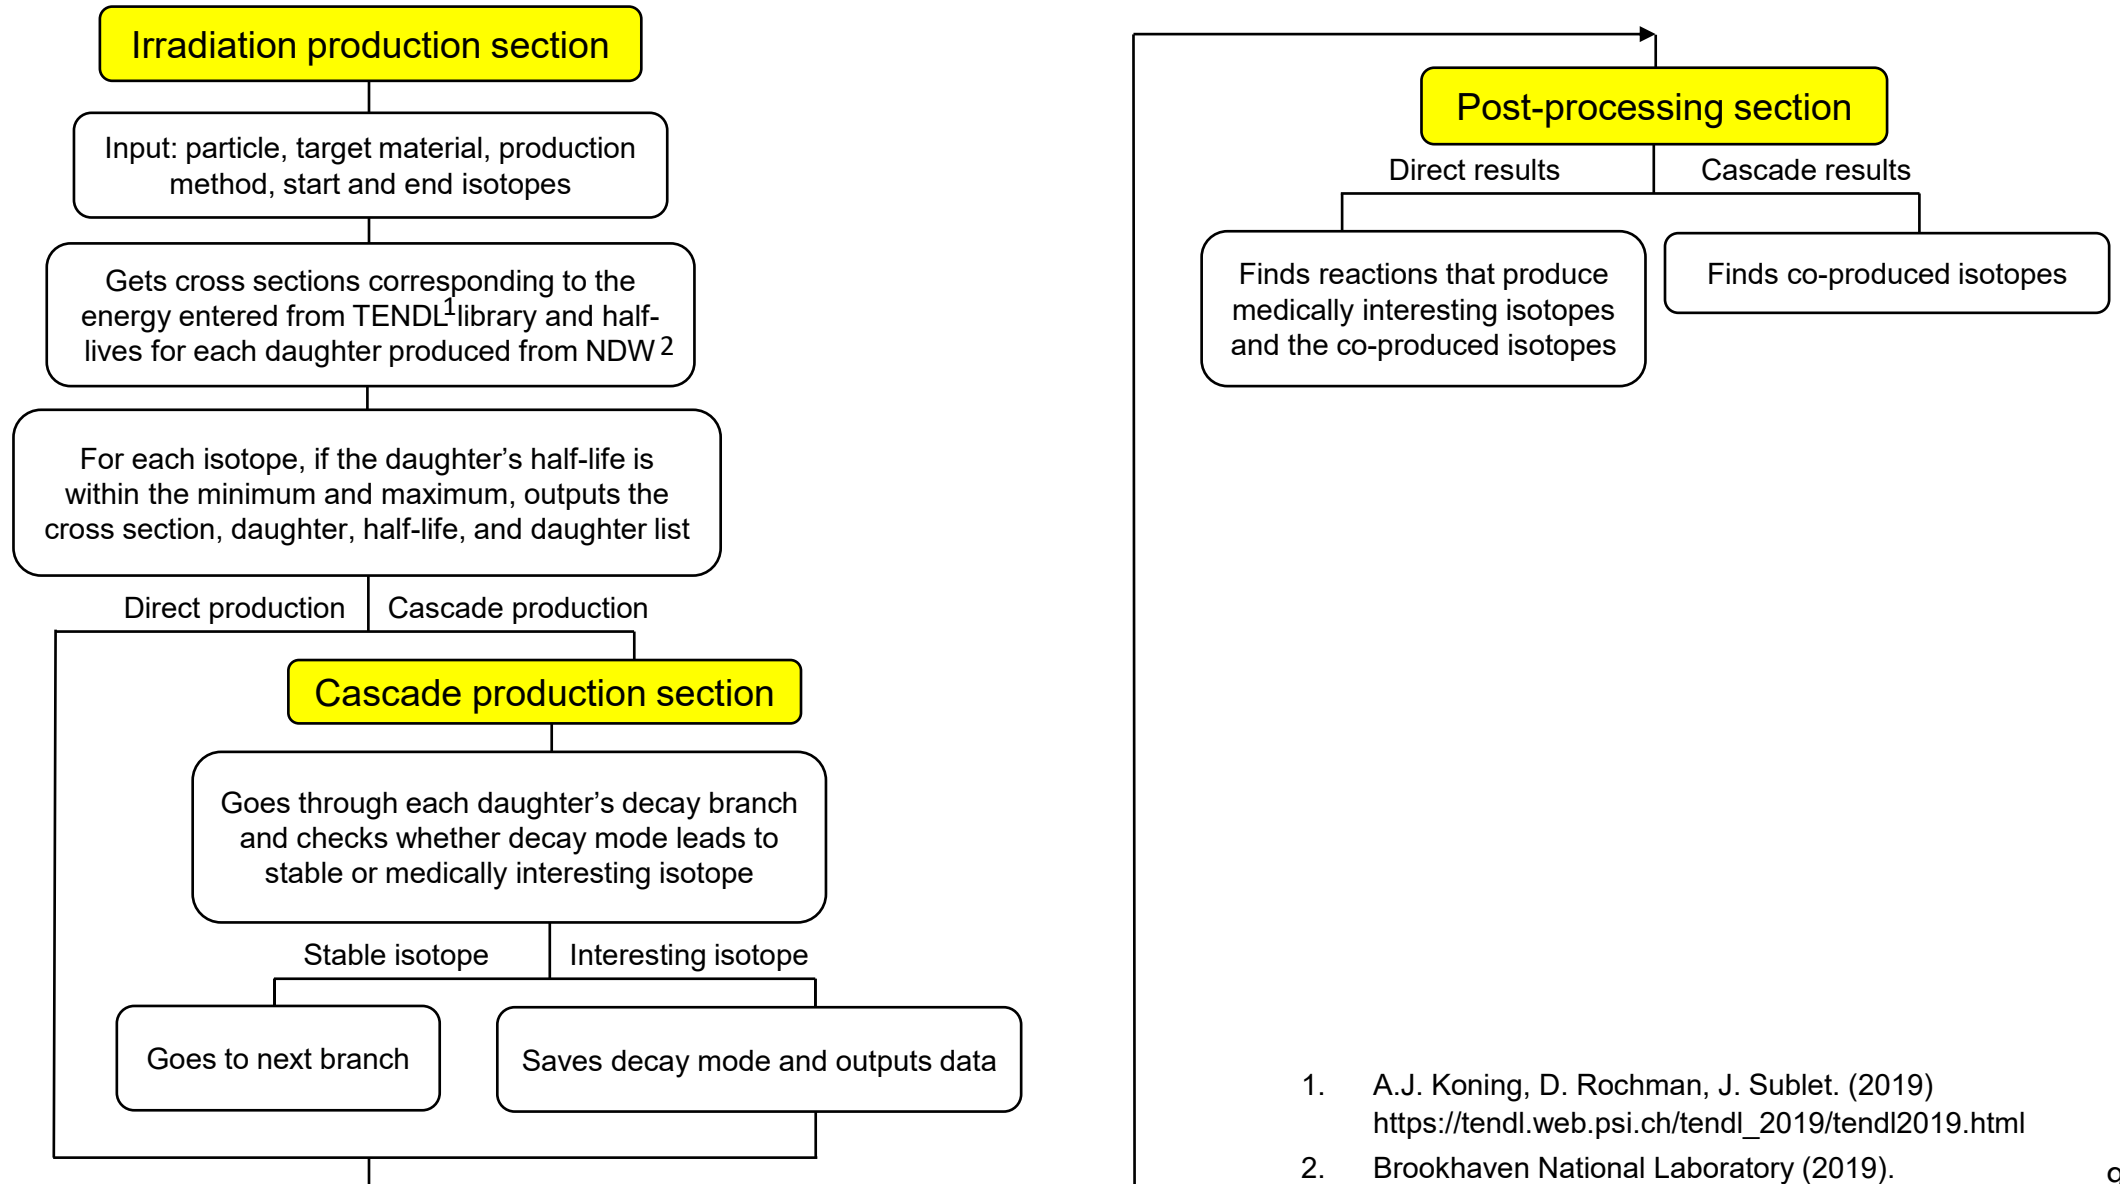 Irradiation production section
Input: particle, target material, production
method, start and end isotopes
Gets cross sections corresponding to the
energy entered from TENDL1 library and half-
lives for each daughter produced from NDW 2
For each isotope, if the daughter’s half-life is
within the minimum and maximum, outputs the
cross section, daughter, half-life, and daughter list
Direct production
Cascade production
Cascade production section
Goes through each daughter’s decay branch
and checks whether decay mode leads to
stable or medically interesting isotope
Stable isotope
Interesting isotope
Goes to next branch
Saves decay mode and outputs data
Post-processing section
Direct results
Cascade results
Finds reactions that produce
medically interesting isotopes
and the co-produced isotopes
Finds co-produced isotopes
1. A.J. Koning, D. Rochman, J. Sublet. (2019)
https://tendl.web.psi.ch/tendl_2019/tendl2019.html
2. Brookhaven National Laboratory (2019).